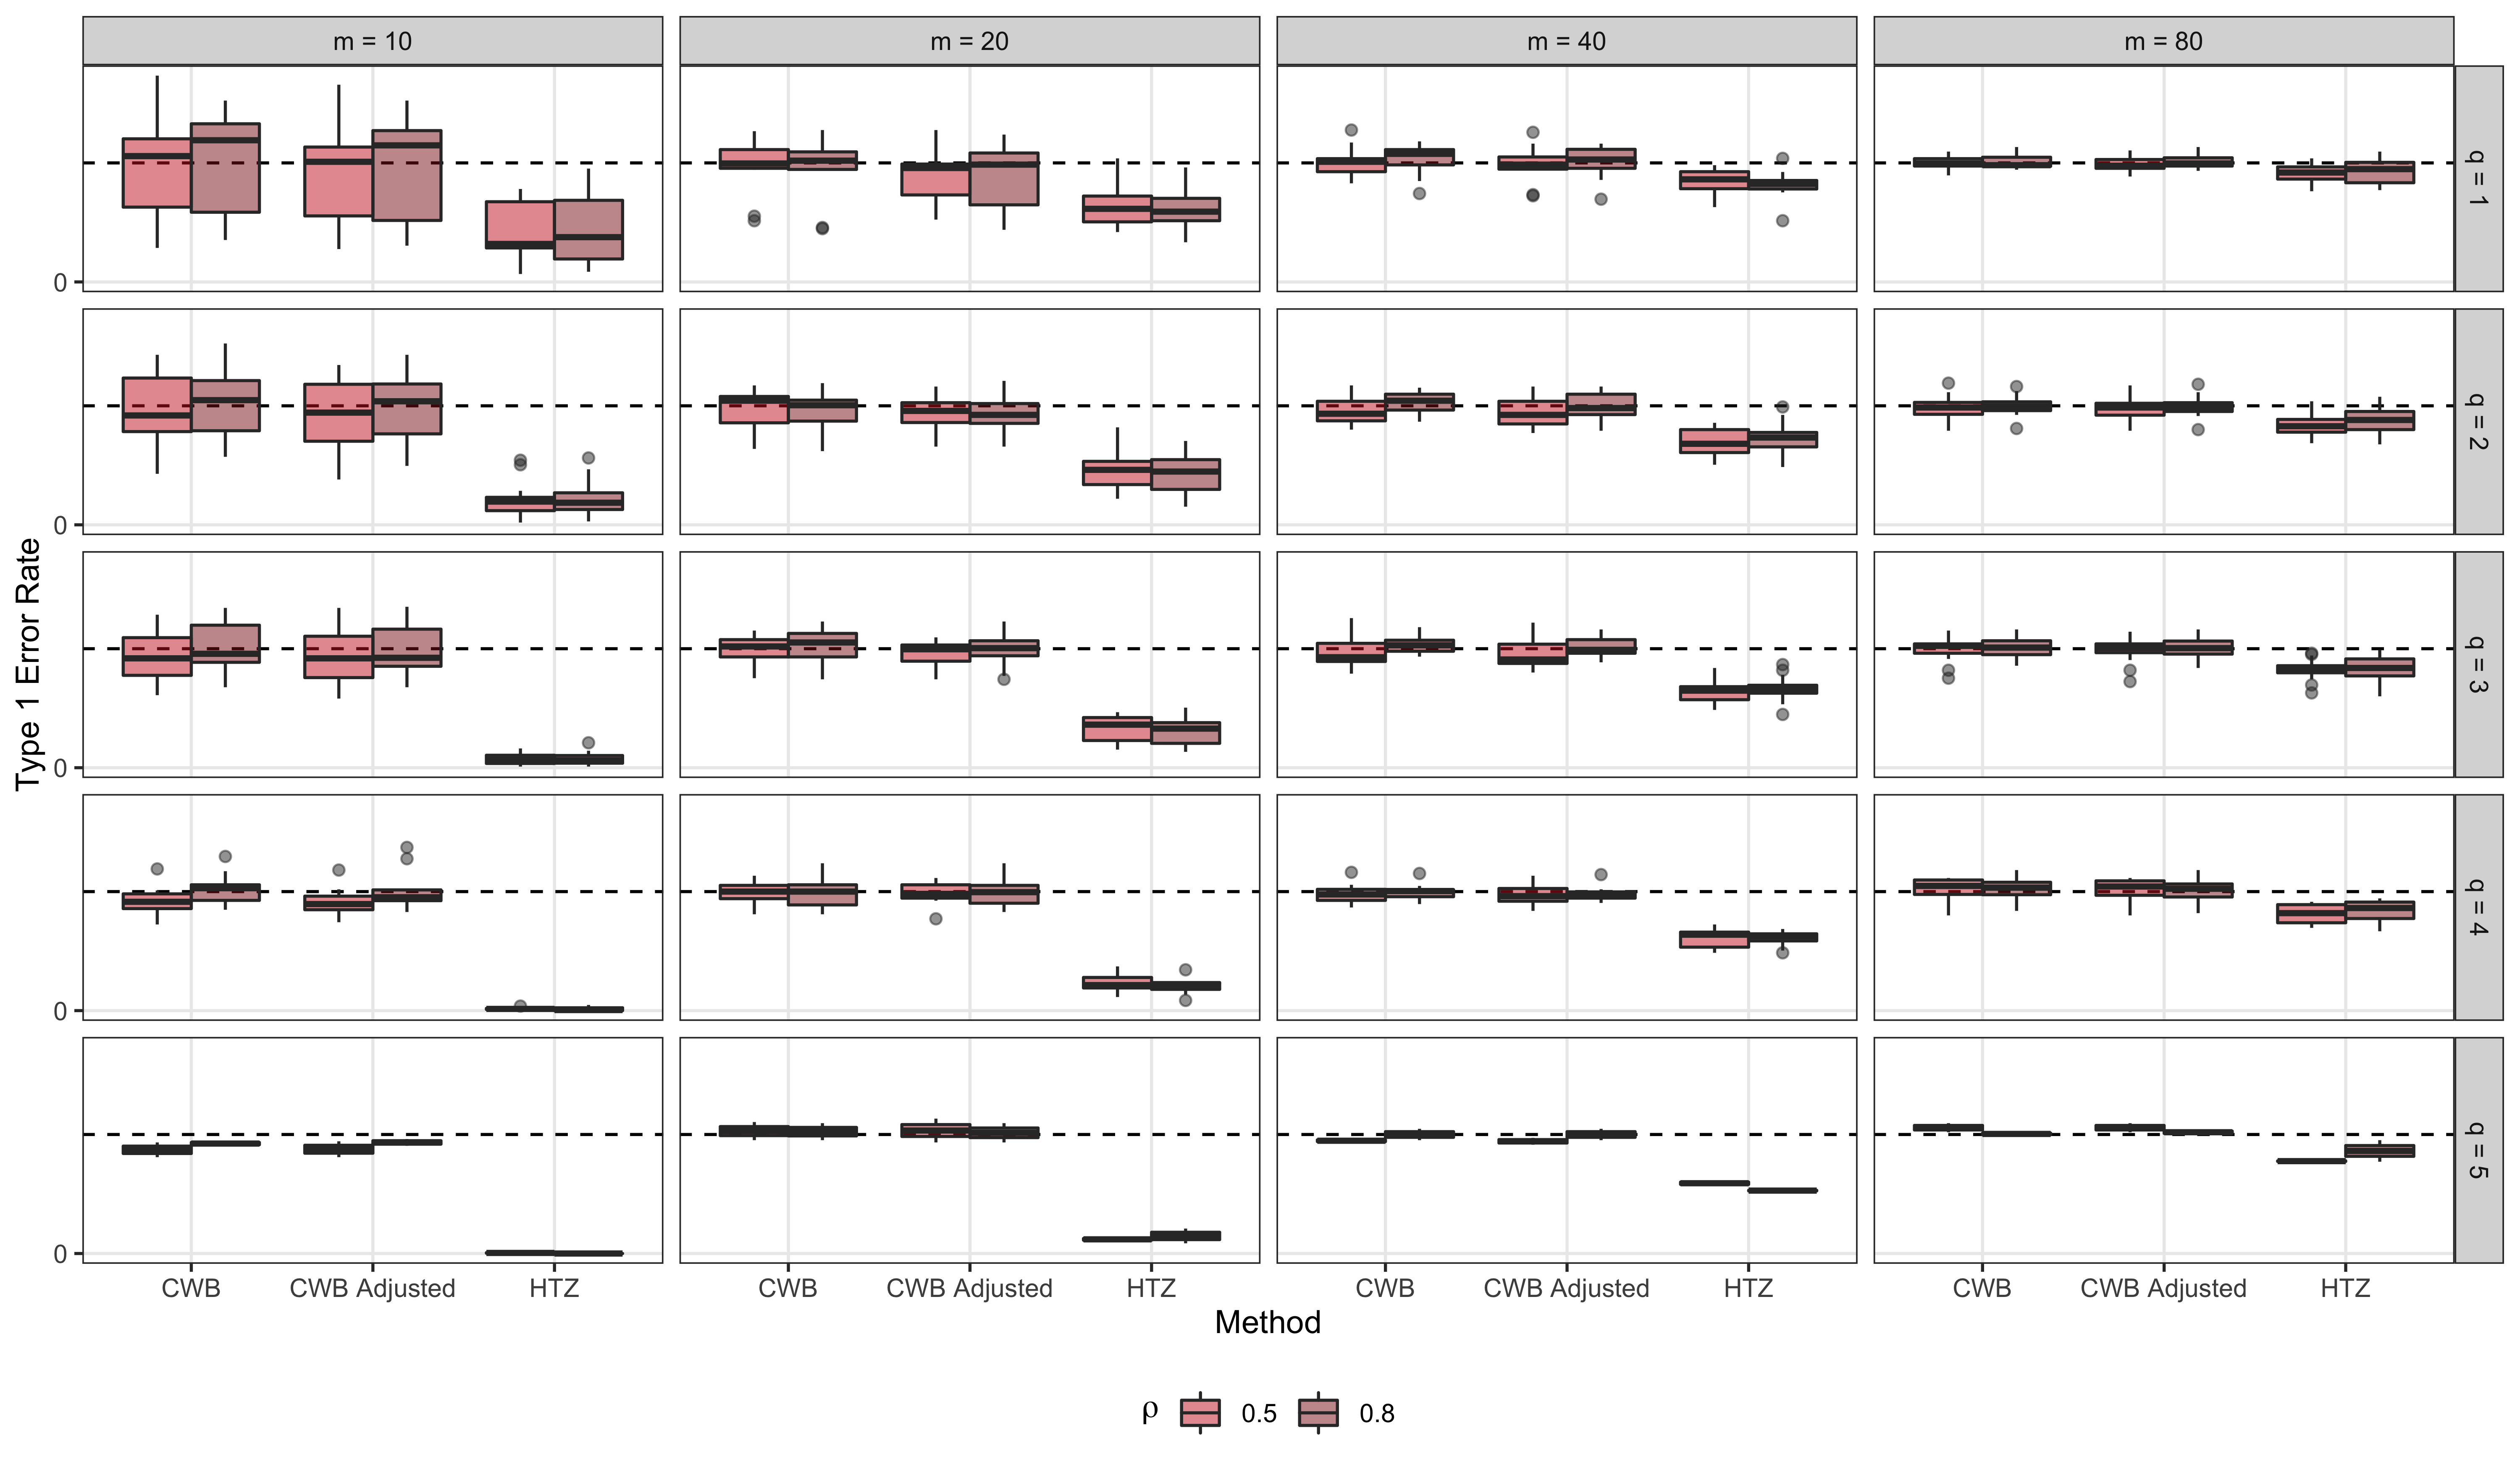 m = 10
m = 20
m = 40
m = 80
Type 1 Error Rate
0
q = 1
0
q = 2
0
q = 3
0
q = 4
0
q = 5
CWB
CWB Adjusted
HTZ
CWB
CWB Adjusted
HTZ
CWB
CWB Adjusted
HTZ
CWB
CWB Adjusted
HTZ
Method
ρ 0.5 0.8